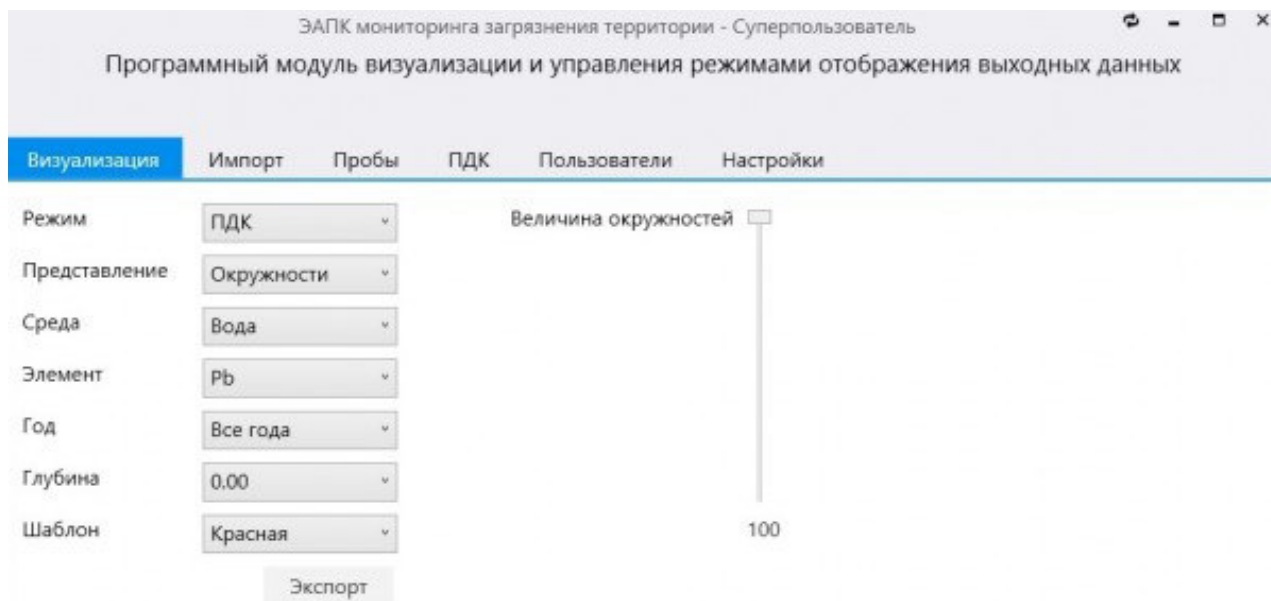 ЭАПК мониторинга загрязнения территории - Суперпользователь
Программный модуль визуализации и управления режимами отображения выходных данных
Визуализация Импорт Пробы ПДК Пользователи Настройки
Режим ПДК Величина окружностей
Представление Окружности
Среда Вода
Элемент Pb
Год Все года
Глубина 0.00
Шаблон Красная 100
Экспорт